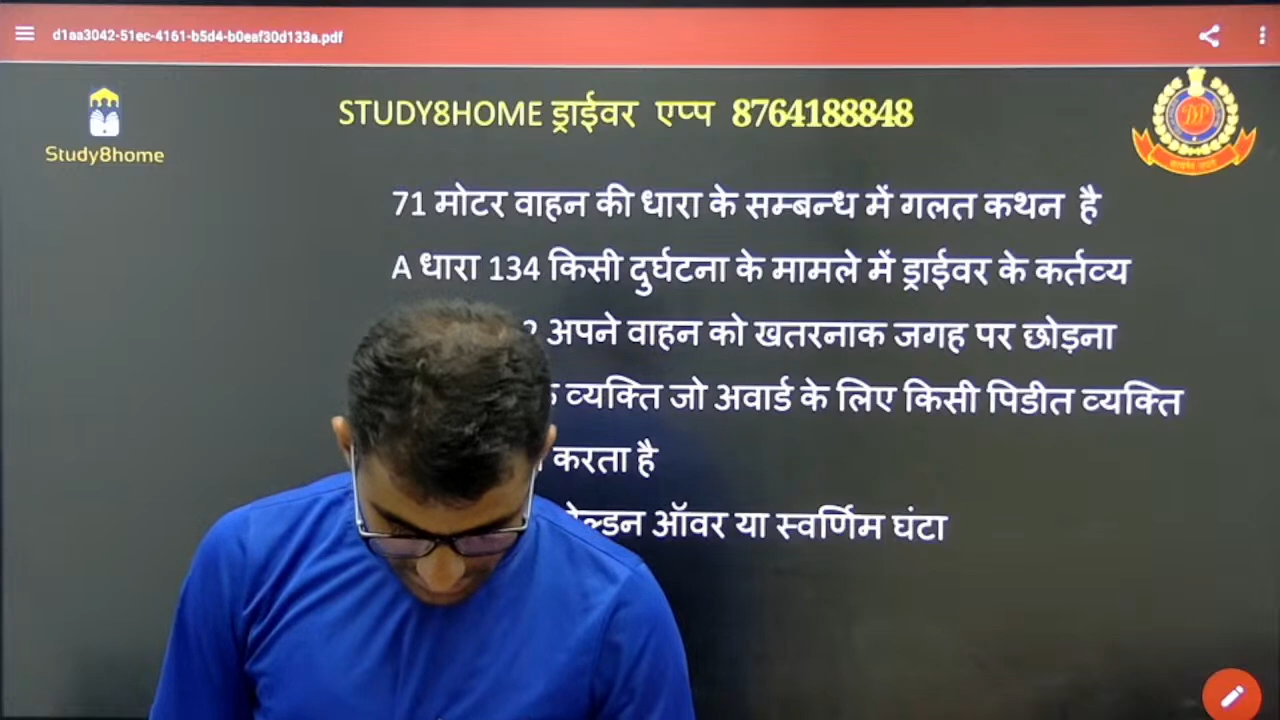 d1aa3042-51ec-4161-b5d4-b0eaf30d133a.pdf
STUDY8HOME ड्राईवर एप्प 8764188848
Study8home
71 मोटर वाहन की धारा के सम्बन्ध में गलत कथन है
A धारा 134 किसी दुर्घटना के मामले में ड्राईवर के कर्तव्य
2 अपने वाहन को खतरनाक जगह पर छोड़ना
व्यक्ति जो अवार्ड के लिए किसी पिडीत व्यक्ति
करता है
ऑवर या स्वर्णिम घंटा